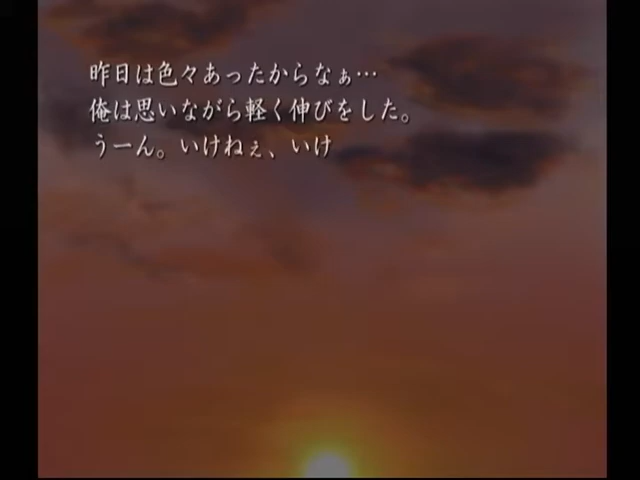 昨日は色々あったからなぁ…
俺は思いながら軽く伸びをした。
うーん。いけねぇ、いけ